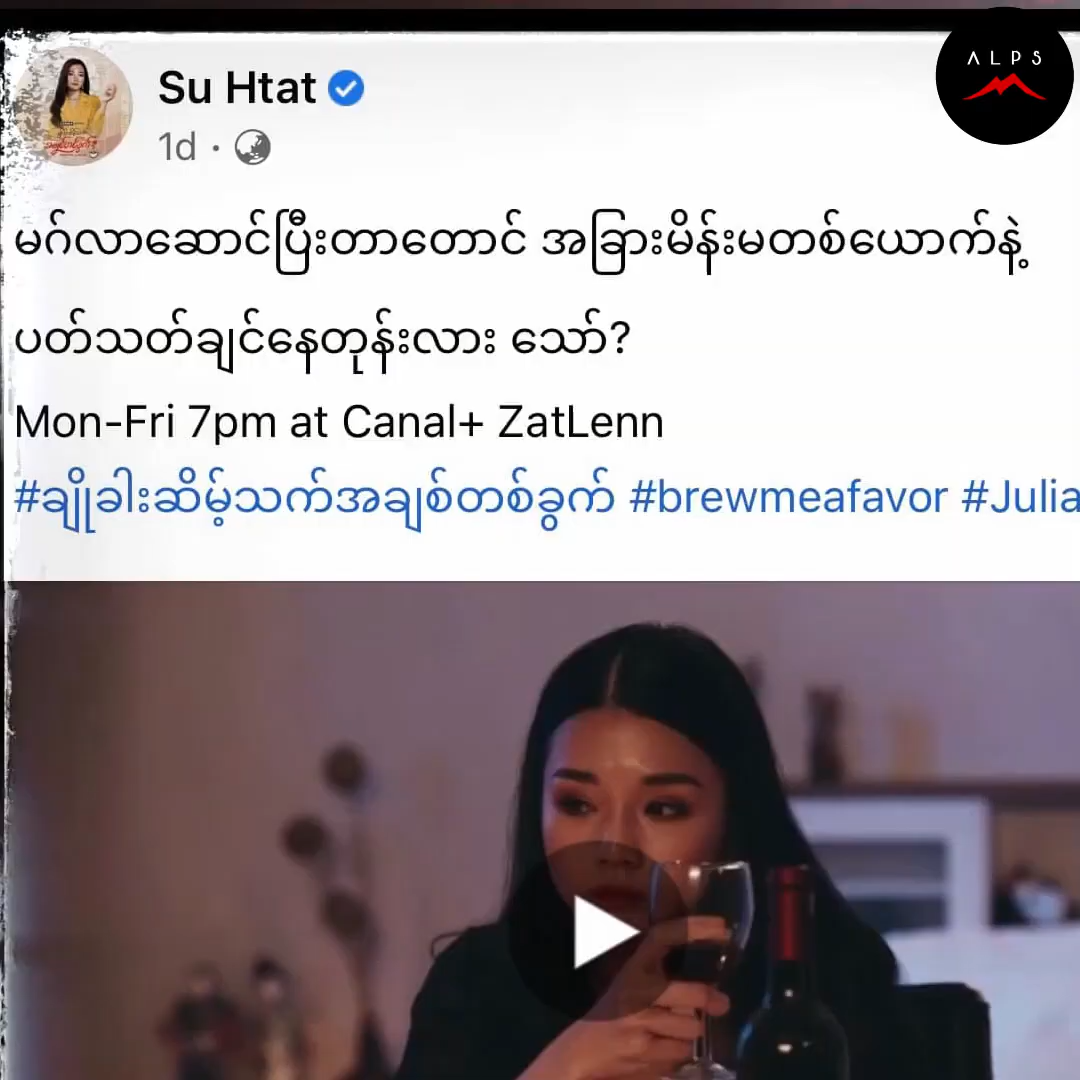 ALPS
Su Htat
1d
မင်္ဂလာဆောင်ပြီးတာတောင် အခြားမိန်းမတစ်ယောက်နဲ့
ပတ်သတ်ချင်နေတုန်းလား သော်?
Mon-Fri 7pm at Canal+ ZatLenn
#ချိုခါးဆိမ့်သက်အချစ်တစ်ခွက် #brewmeafavor #Julia